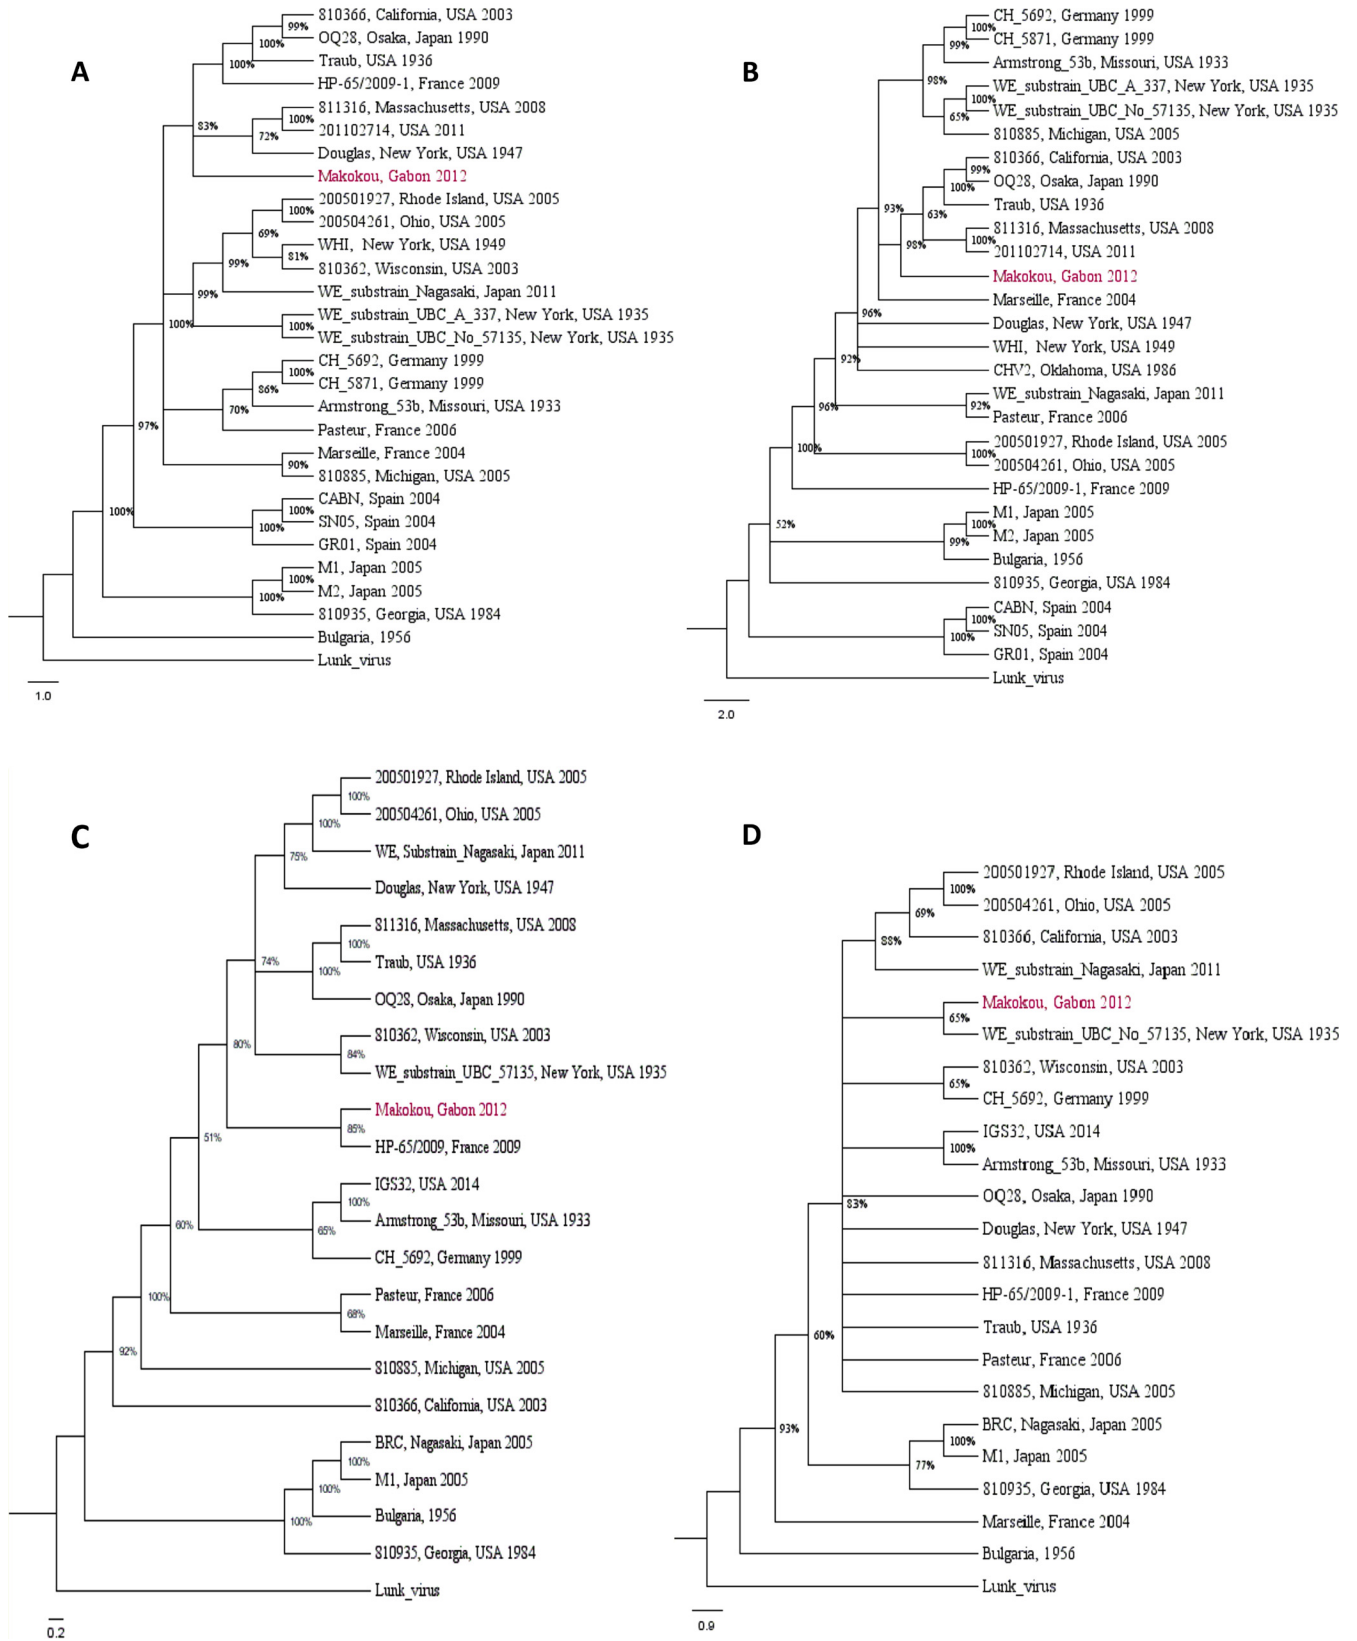 A
810366, California, USA 2003
99%
OQ28, Osaka, Japan 1990
100%
Traub, USA 1936
100%
HP-65/2009-1, France 2009
811316, Massachusetts, USA 2008
100%
83%
201102714, USA 2011
72%
Douglas, New York, USA 1947
Makokou, Gabon 2012
200501927, Rhode Island, USA 2005
100%
200504261, Ohio, USA 2005
69%
WHI, New York, USA 1949
81%
99%
810362, Wisconsin, USA 2003
WE_substrain_Nagasaki, Japan 2011
99%
WE_substrain_UBC_A_337, New York, USA 1935
100%
100%
WE_substrain_UBC_No_57135, New York, USA 1935
CH_5692, Germany 1999
100%
CH_5871, Germany 1999
86%
Armstrong_53b, Missouri, USA 1933
70%
97%
Pasteur, France 2006
Marseille, France 2004
90%
810885, Michigan, USA 2005
CABN, Spain 2004
100%
100%
SN05, Spain 2004
100%
GR01, Spain 2004
M1, Japan 2005
100%
M2, Japan 2005
100%
810935, Georgia, USA 1984
Bulgaria, 1956
Lunk_virus
1.0
B
CH_5692, Germany 1999
100%
CH_5871, Germany 1999
99%
Armstrong_53b, Missouri, USA 1933
98%
WE_substrain_UBC_A_337, New York, USA 1935
100%
WE_substrain_UBC_No_57135, New York, USA 1935
65%
810885, Michigan, USA 2005
810366, California, USA 2003
99%
OQ28, Osaka, Japan 1990
100%
Traub, USA 1936
93%
63%
811316, Massachusetts, USA 2008
100%
98%
201102714, USA 2011
Makokou, Gabon 2012
Marseille, France 2004
96%
Douglas, New York, USA 1947
WHI, New York, USA 1949
92%
CHV2, Oklahoma, USA 1986
WE_substrain_Nagasaki, Japan 2011
92%
96%
Pasteur, France 2006
200501927, Rhode Island, USA 2005
100%
100%
200504261, Ohio, USA 2005
HP-65/2009-1, France 2009
M1, Japan 2005
100%
52%
M2, Japan 2005
99%
Bulgaria, 1956
810935, Georgia, USA 1984
CABN, Spain 2004
100%
SN05, Spain 2004
100%
GR01, Spain 2004
Lunk_virus
2.0
C
200501927, Rhode Island, USA 2005
100%
200504261, Ohio, USA 2005
100%
WE, Substrain_Nagasaki, Japan 2011
75%
Douglas, Naw York, USA 1947
811316, Massachusetts, USA 2008
100%
74%
Traub, USA 1936
100%
OQ28, Osaka, Japan 1990
810362, Wisconsin, USA 2003
80%
84%
WE_substrain_UBC_57135, New York, USA 1935
Makokou, Gabon 2012
85%
51%
HP-65/2009, France 2009
IGS32, USA 2014
100%
Armstrong_53b, Missouri, USA 1933
60%
65%
CH_5692, Germany 1999
Pasteur, France 2006
100%
68%
Marseille, France 2004
92%
810885, Michigan, USA 2005
810366, California, USA 2003
BRC, Nagasaki, Japan 2005
100%
M1, Japan 2005
100%
Bulgaria, 1956
100%
810935, Georgia, USA 1984
Lunk_virus
0.2
D
200501927, Rhode Island, USA 2005
100%
200504261, Ohio, USA 2005
69%
810366, California, USA 2003
88%
WE_substrain_Nagasaki, Japan 2011
Makokou, Gabon 2012
65%
WE_substrain_UBC_No_57135, New York, USA 1935
810362, Wisconsin, USA 2003
65%
CH_5692, Germany 1999
IGS32, USA 2014
100%
Armstrong_53b, Missouri, USA 1933
OQ28, Osaka, Japan 1990
83%
Douglas, New York, USA 1947
811316, Massachusetts, USA 2008
HP-65/2009-1, France 2009
Traub, USA 1936
60%
Pasteur, France 2006
810885, Michigan, USA 2005
BRC, Nagasaki, Japan 2005
93%
100%
M1, Japan 2005
77%
810935, Georgia, USA 1984
Marseille, France 2004
Bulgaria, 1956
Lunk_virus
0.9